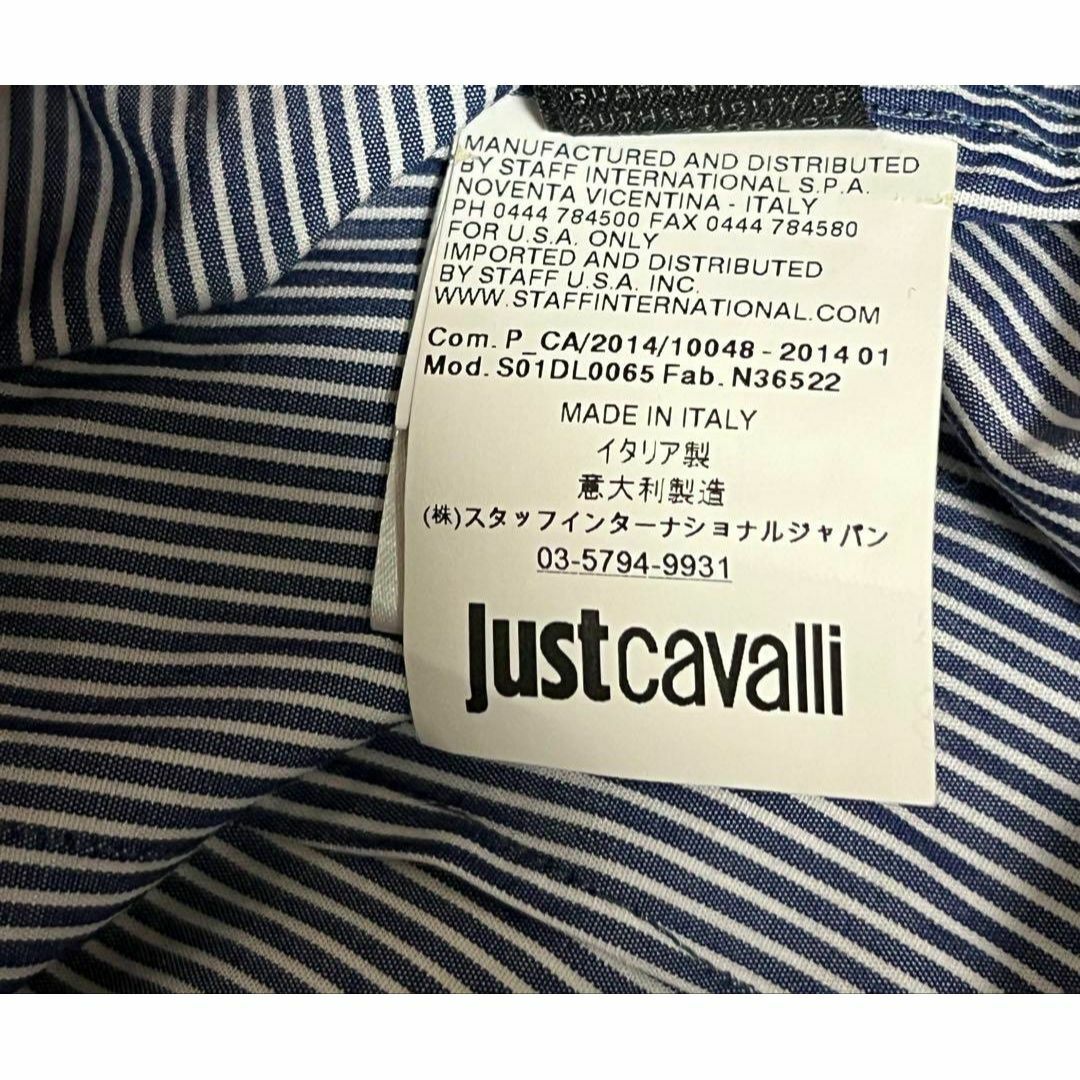 AUTHENTICITY OF
MANUFACTURED AND DISTRIBUTED
BY STAFF INTERNATIONAL S.P.A.
NOVENTA VICENTINA - ITALY
PH 0444 784500 FAX 0444 784580
FOR U.S.A. ONLY
IMPORTED AND DISTRIBUTED
BY STAFF U.S.A. INC.
WWW.STAFFINTERNATIONAL.COM
Com. P_CA/2014/10048 - 2014 01
Mod. S01DL0065 Fab. N36522
MADE IN ITALY
イタリア製
意大利製造
(株)スタッフインターナショナルジャパン
03-5794-9931
Justcavalli